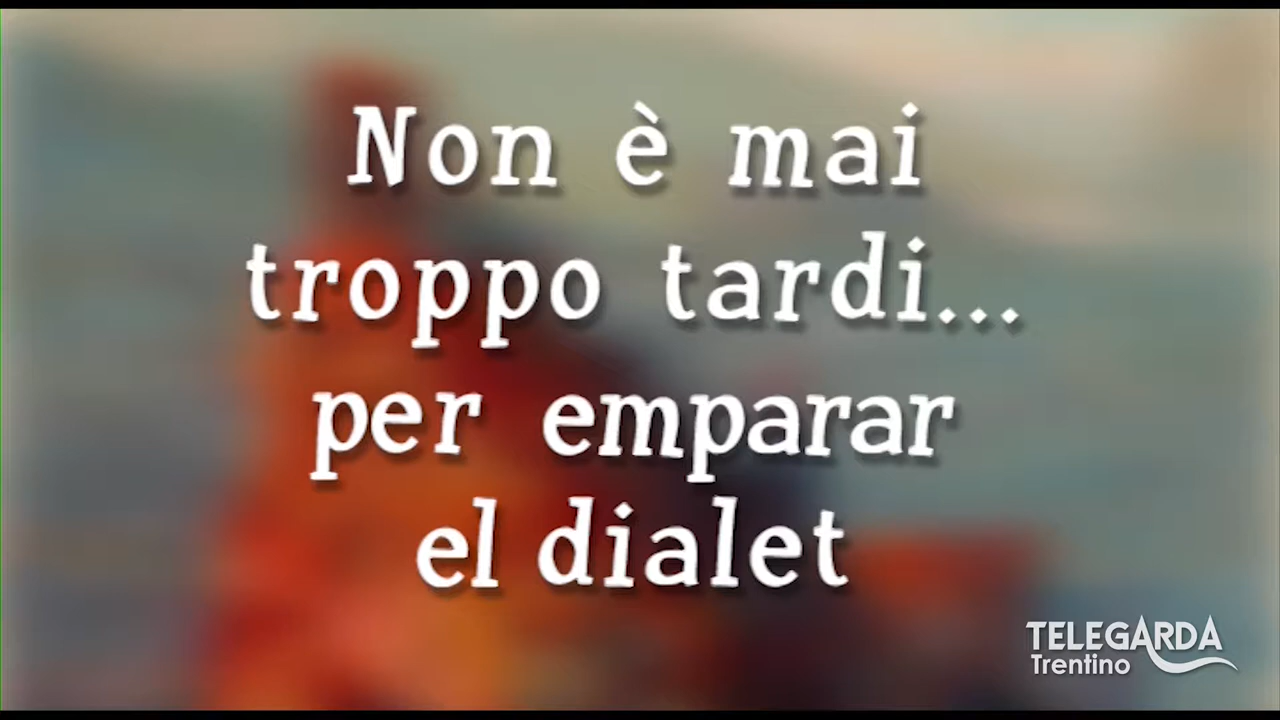 Non è mai
troppo tardi...
per emparar
el dialet
TELEGARDA
Trentino